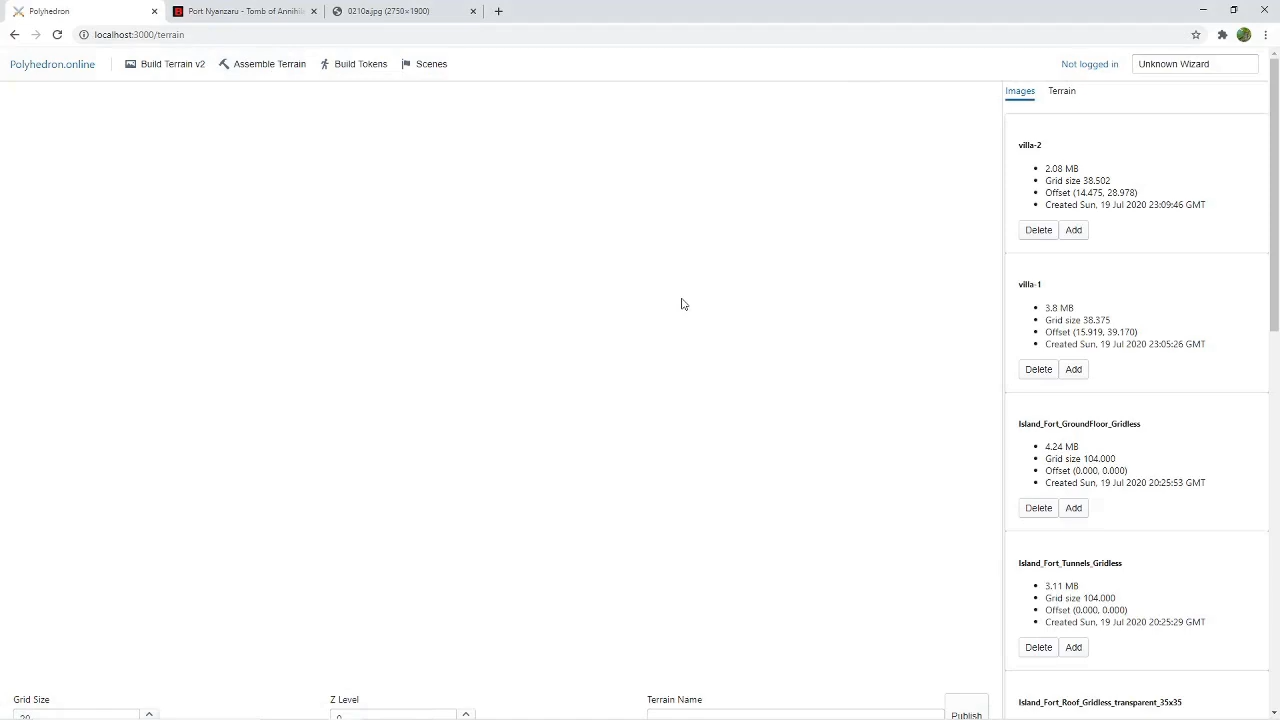 Polyhedron
Port Nyanzaru - Tomb of Annihila
0210a.jpg (2750×1900)
localhost:3000/terrain
Polyhedron.online
Build Terrain v2
Assemble Terrain
Build Tokens
Scenes
Not logged in
Unknown Wizard
Images
Terrain
villa-2
2.08 MB
Grid size 38.502
Offset (14.475, 28.978)
Created Sun, 19 Jul 2020 23:09:46 GMT
Delete
Add
villa-1
3.8 MB
Grid size 38.375
Offset (15.919, 39.170)
Created Sun, 19 Jul 2020 23:05:26 GMT
Delete
Add
Island_Fort_GroundFloor_Gridless
4.24 MB
Grid size 104.000
Offset (0.000, 0.000)
Created Sun, 19 Jul 2020 20:25:53 GMT
Delete
Add
Island_Fort_Tunnels_Gridless
3.11 MB
Grid size 104.000
Offset (0.000, 0.000)
Created Sun, 19 Jul 2020 20:25:29 GMT
Delete
Add
Island_Fort_Roof_Gridless_transparent_35x35
Grid Size
Z Level
Terrain Name
Publish